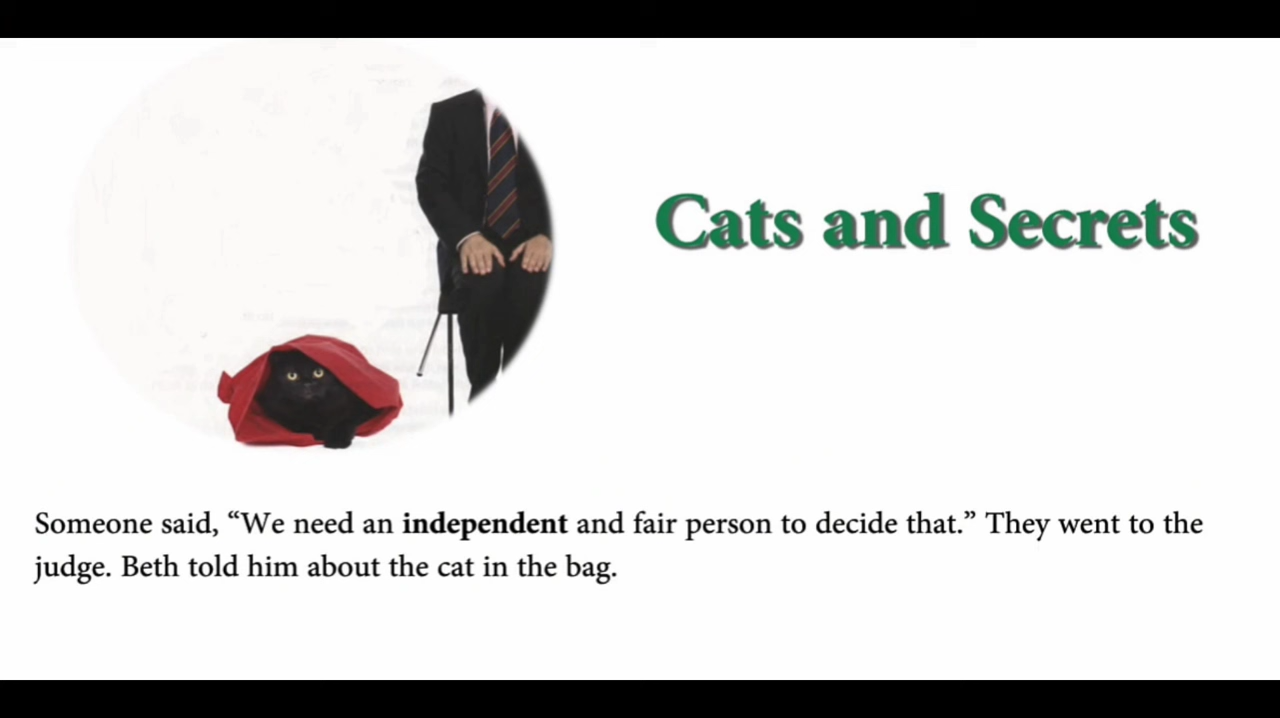 Cats and Secrets
Someone said, “We need an independent and fair person to decide that.” They went to the
judge. Beth told him about the cat in the bag.